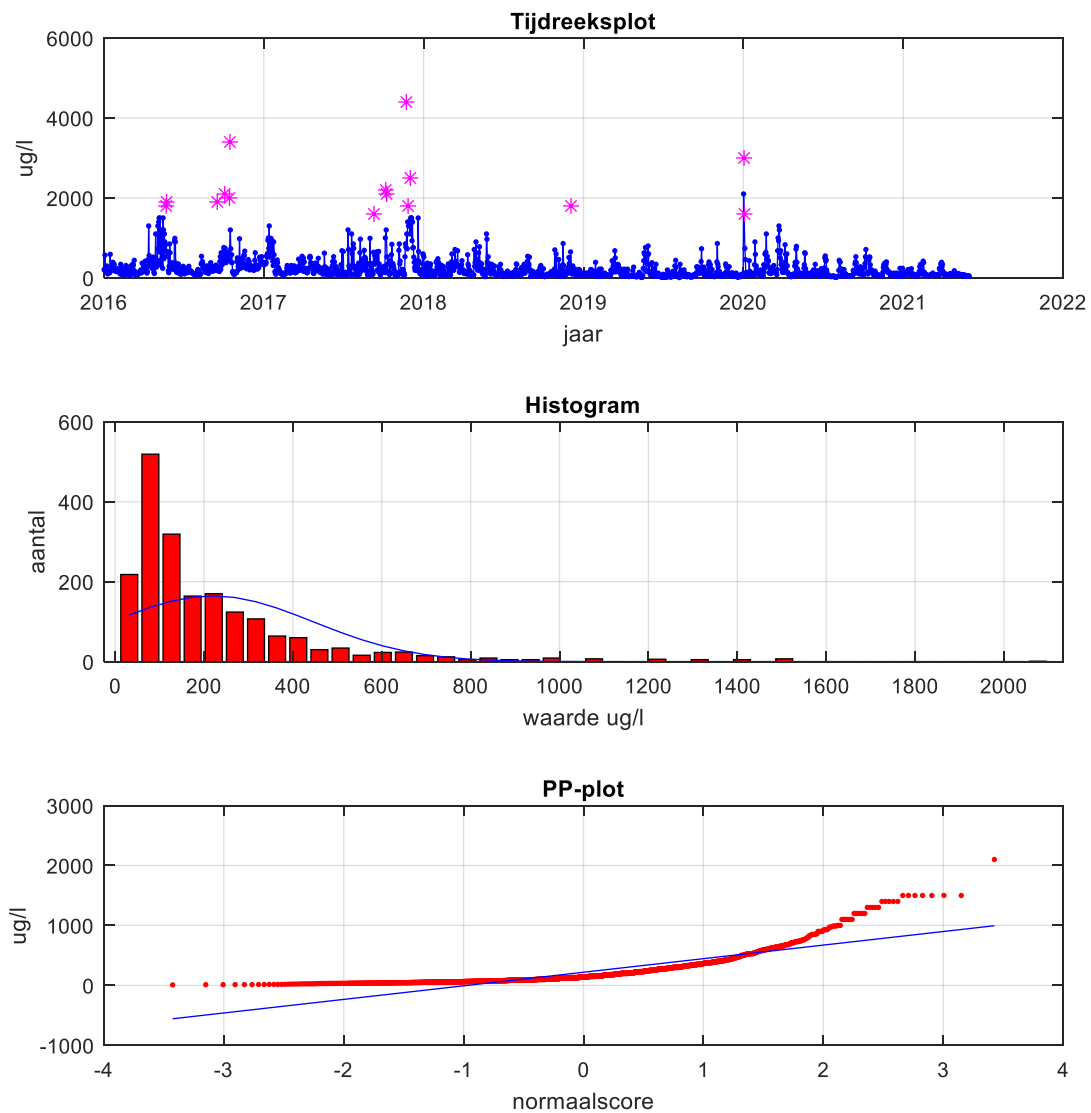 Tijdreeksplot
6000
4000
2000
0
ug/l
2016 2017 2018 2019 2020 2021 2022
jaar
Histogram
600
400
200
0
aantal
0 200 400 600 800 1000 1200 1400 1600 1800 2000
waarde ug/l
PP-plot
3000
2000
1000
0
-1000
ug/l
-4 -3 -2 -1 0 1 2 3 4
normaalscore